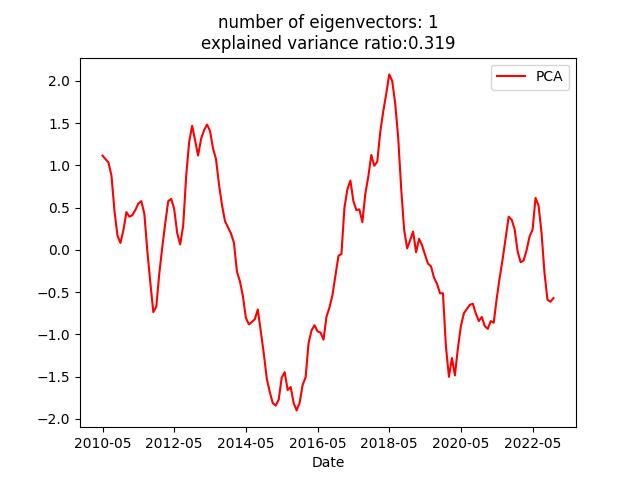 number of eigenvectors: 1
explained variance ratio:0.319
PCA
2.0
1.5
1.0
0.5
0.0
−0.5
−1.0
−1.5
−2.0
2010-05 2012-05 2014-05 2016-05 2018-05 2020-05 2022-05
Date